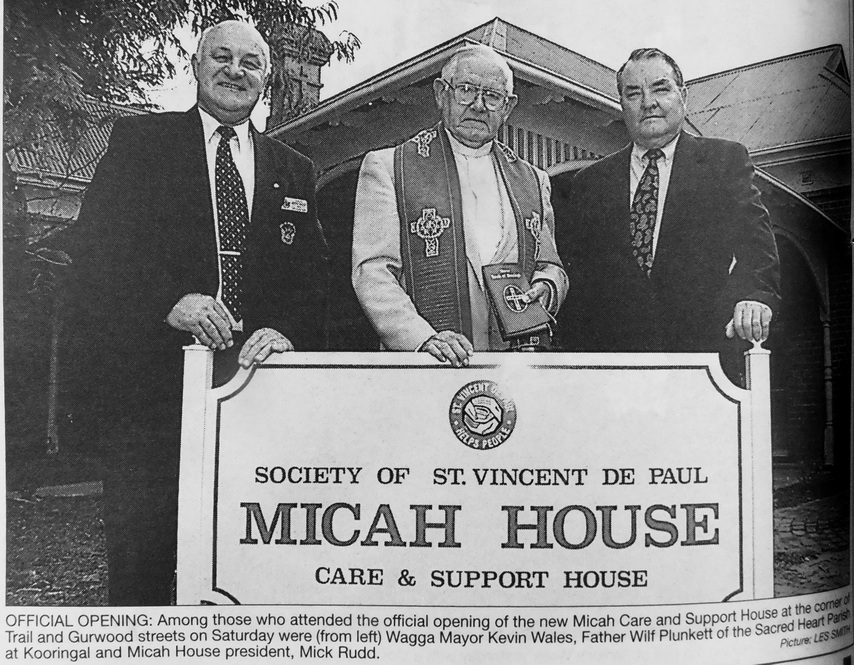 ST. VINCENT DE PAUL
HELPS PEOPLE
SOCIETY OF ST. VINCENT DE PAUL
MICAH HOUSE
CARE & SUPPORT HOUSE
OFFICIAL OPENING: Among those who attended the official opening of the new Micah Care and Support House at the corner of
Trail and Gurwood streets on Saturday were (from left) Wagga Mayor Kevin Wales, Father Wilf Plunkett of the Sacred Heart Parish
at Kooringal and Micah House president, Mick Rudd.
Picture: LES SMITH